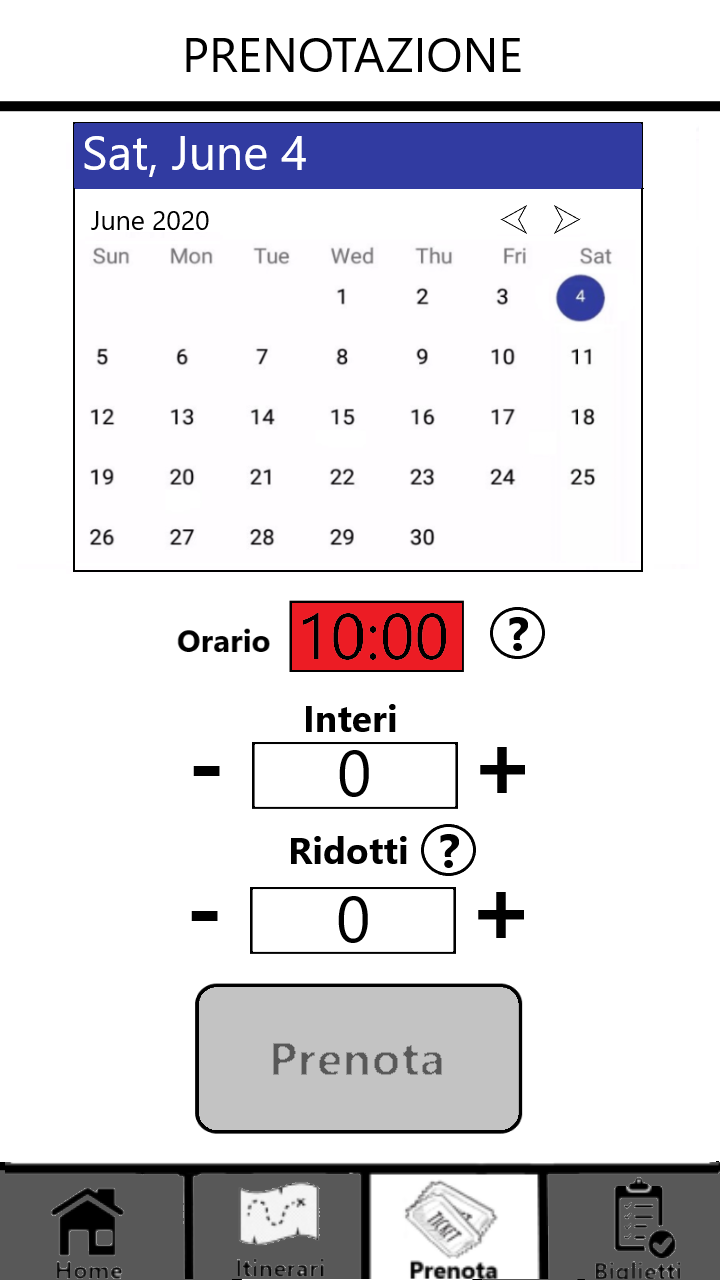 PRENOTAZIONE
Sat, June 4
June 2020
Sun Mon Tue Wed Thu Fri Sat
1 2 3 4
5 6 7 8 9 10 11
12 13 14 15 16 17 18
19 20 21 22 23 24 25
26 27 28 29 30
Orario 10:00 ?
Interi
- 0 +
Ridotti ?
- 0 +
Prenota
TICKET
Home Itinerari Prenota Biglietti